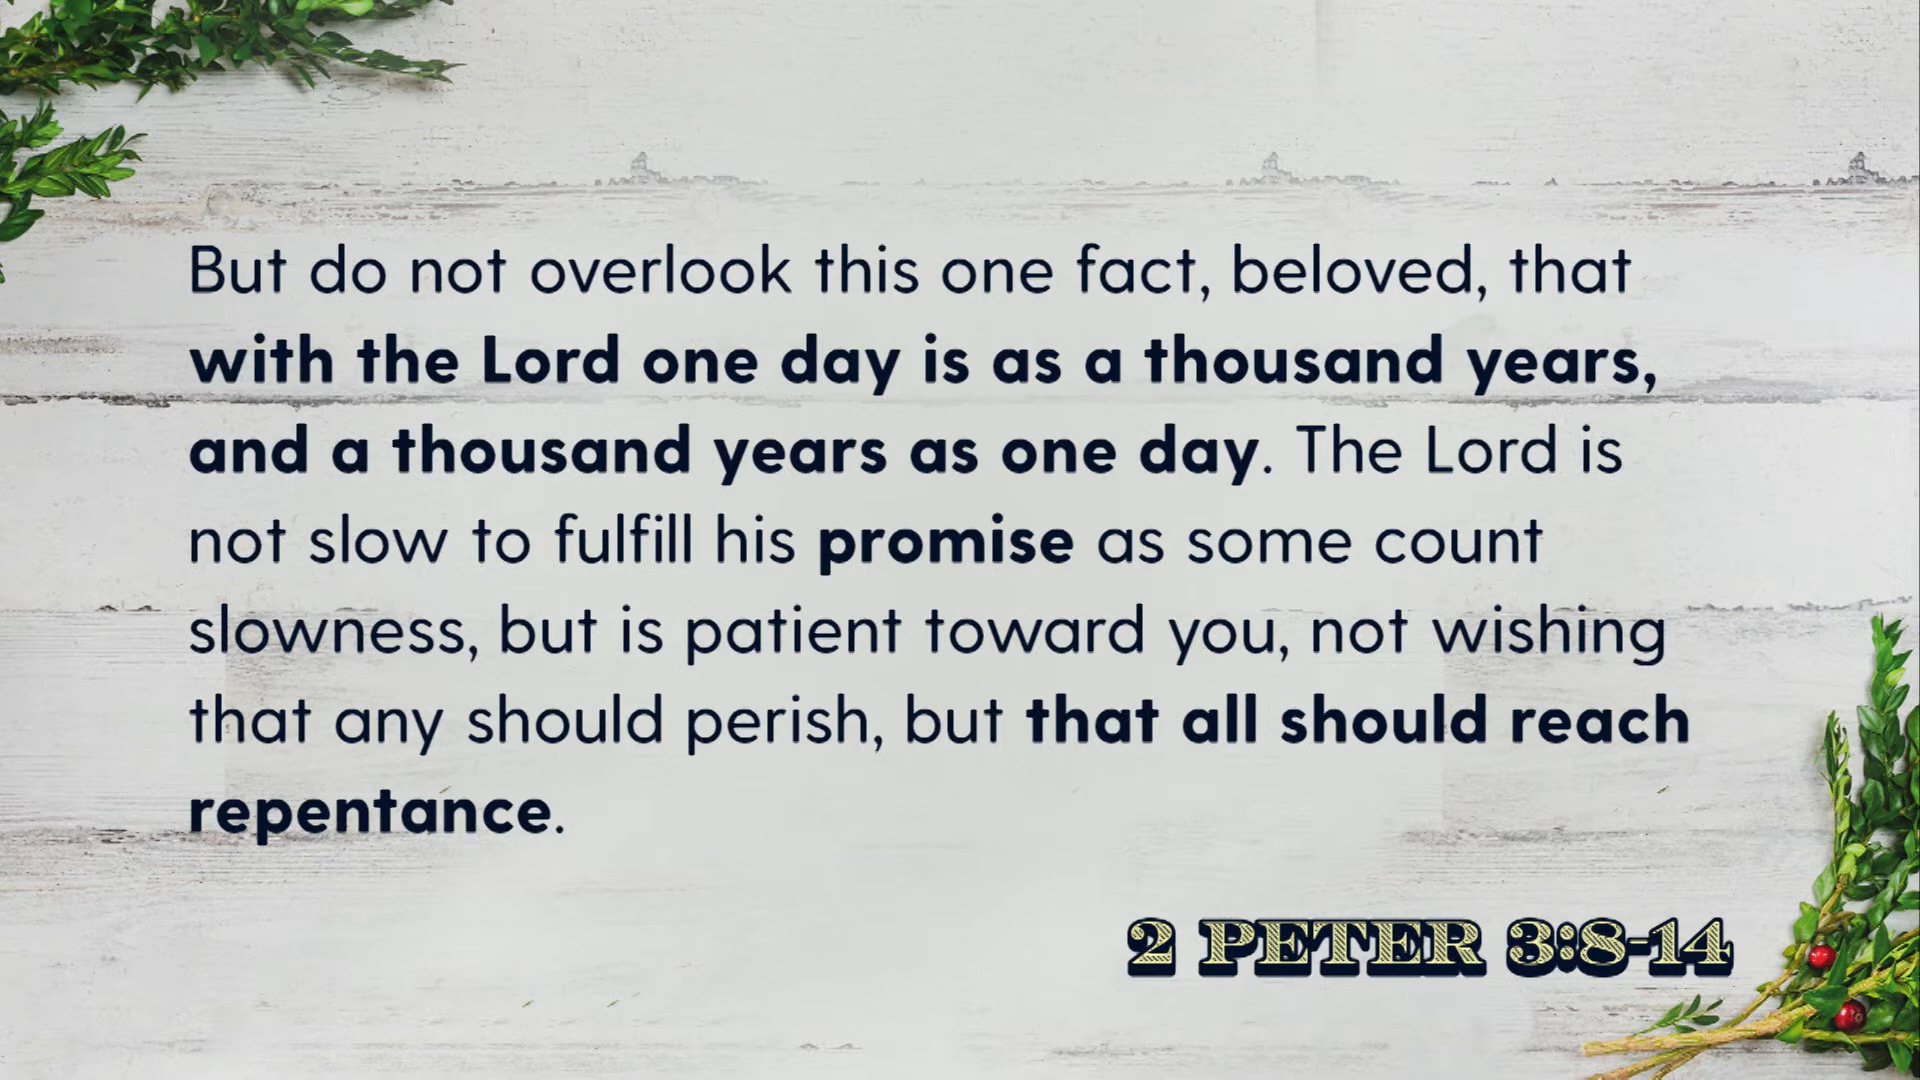 But do not overlook this one fact, beloved, that
with the Lord one day is as a thousand years,
and a thousand years as one day. The Lord is
not slow to fulfill his promise as some count
slowness, but is patient toward you, not wishing
that any should perish, but that all should reach
repentance.
2 PETER 3:8-14